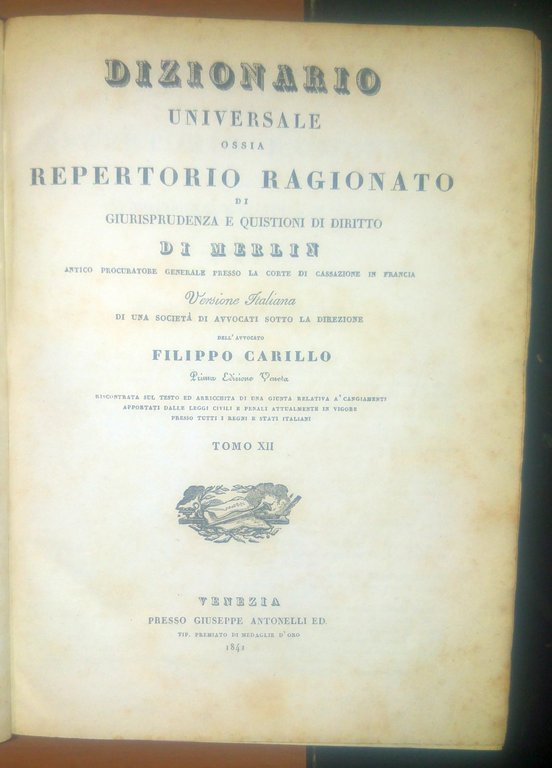 DIZIONARIO
UNIVERSALE
OSSIA
REPERTORIO RAGIONATO
DI
GIURISPRUDENZA E QUISTIONI DI DIRITTO
DI MERLIN
ANTICO PROCURATORE GENERALE PRESSO LA CORTE DI CASSAZIONE IN FRANCIA
Versione Italiana
DI UNA SOCIETÀ DI AVVOCATI SOTTO LA DIREZIONE
DELL' AVVOCATO
FILIPPO CARILLO
Prima Edizione Veneta
RISCONTRATA SUL TESTO ED ARRICCHITA DI UNA GIUNTA RELATIVA A' CANGIAMENTI
APPORTATI DALLE LEGGI CIVILI E PENALI ATTUALMENTE IN VIGORE
PRESSO TUTTI I REGNI E STATI ITALIANI
TOMO XII
VENEZIA
PRESSO GIUSEPPE ANTONELLI ED.
TIP. PREMIATO DI MEDAGLIE D'ORO
1841